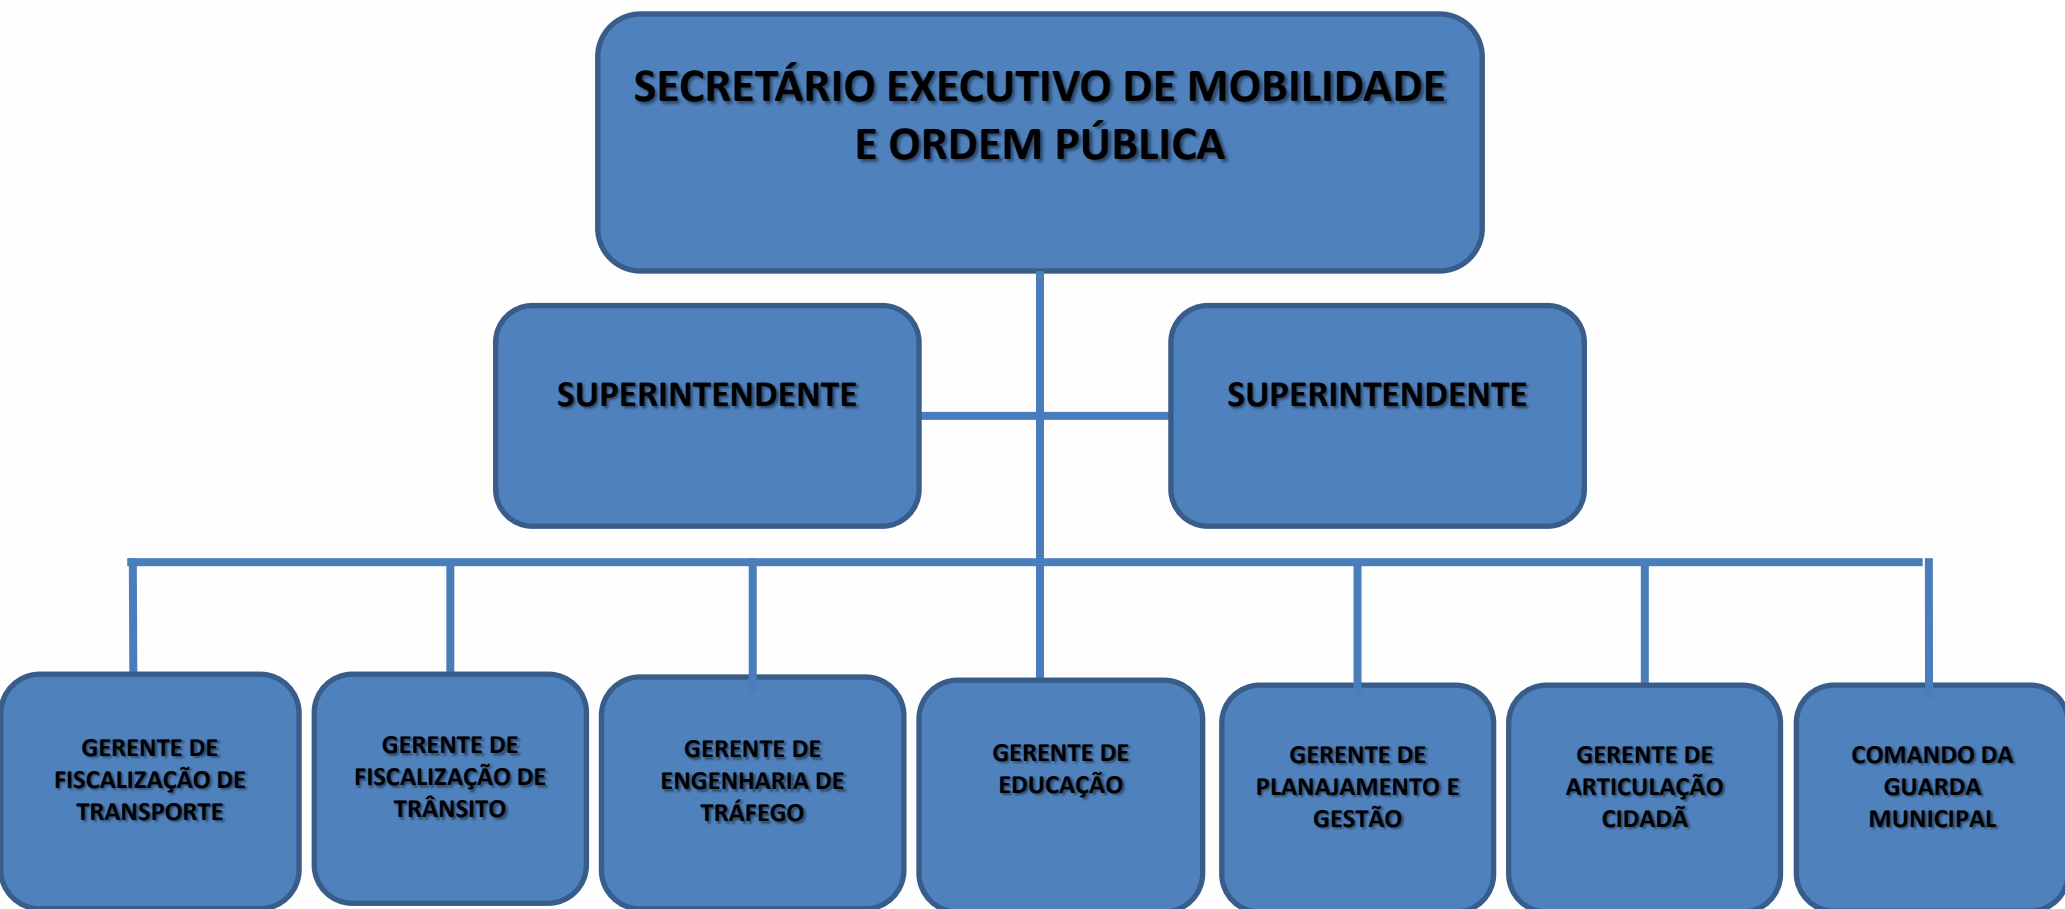 SECRETÁRIO EXECUTIVO DE MOBILIDADE
E ORDEM PÚBLICA
SUPERINTENDENTE
SUPERINTENDENTE
GERENTE DE
FISCALIZAÇÃO DE
TRANSPORTE
GERENTE DE
FISCALIZAÇÃO DE
TRÂNSITO
GERENTE DE
ENGENHARIA DE
TRÁFEGO
GERENTE DE
EDUCAÇÃO
GERENTE DE
PLANAJAMENTO E
GESTÃO
GERENTE DE
ARTICULAÇÃO
CIDADÃ
COMANDO DA
GUARDA
MUNICIPAL